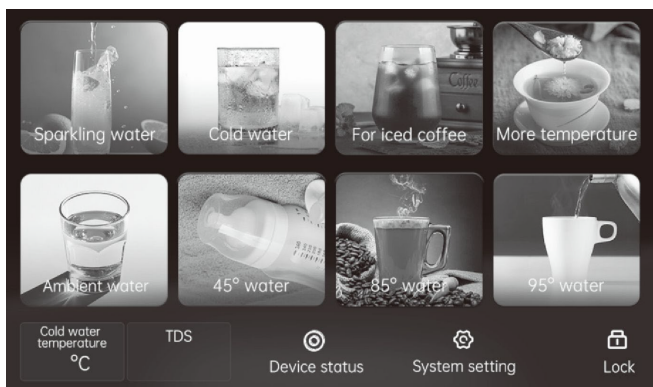 Sparkling water
Cold water
For iced coffee
More temperature
Ambient water
45° water
85° water
95° water
Cold water
temperature
°C
TDS
Device status
System setting
Lock
Coffee